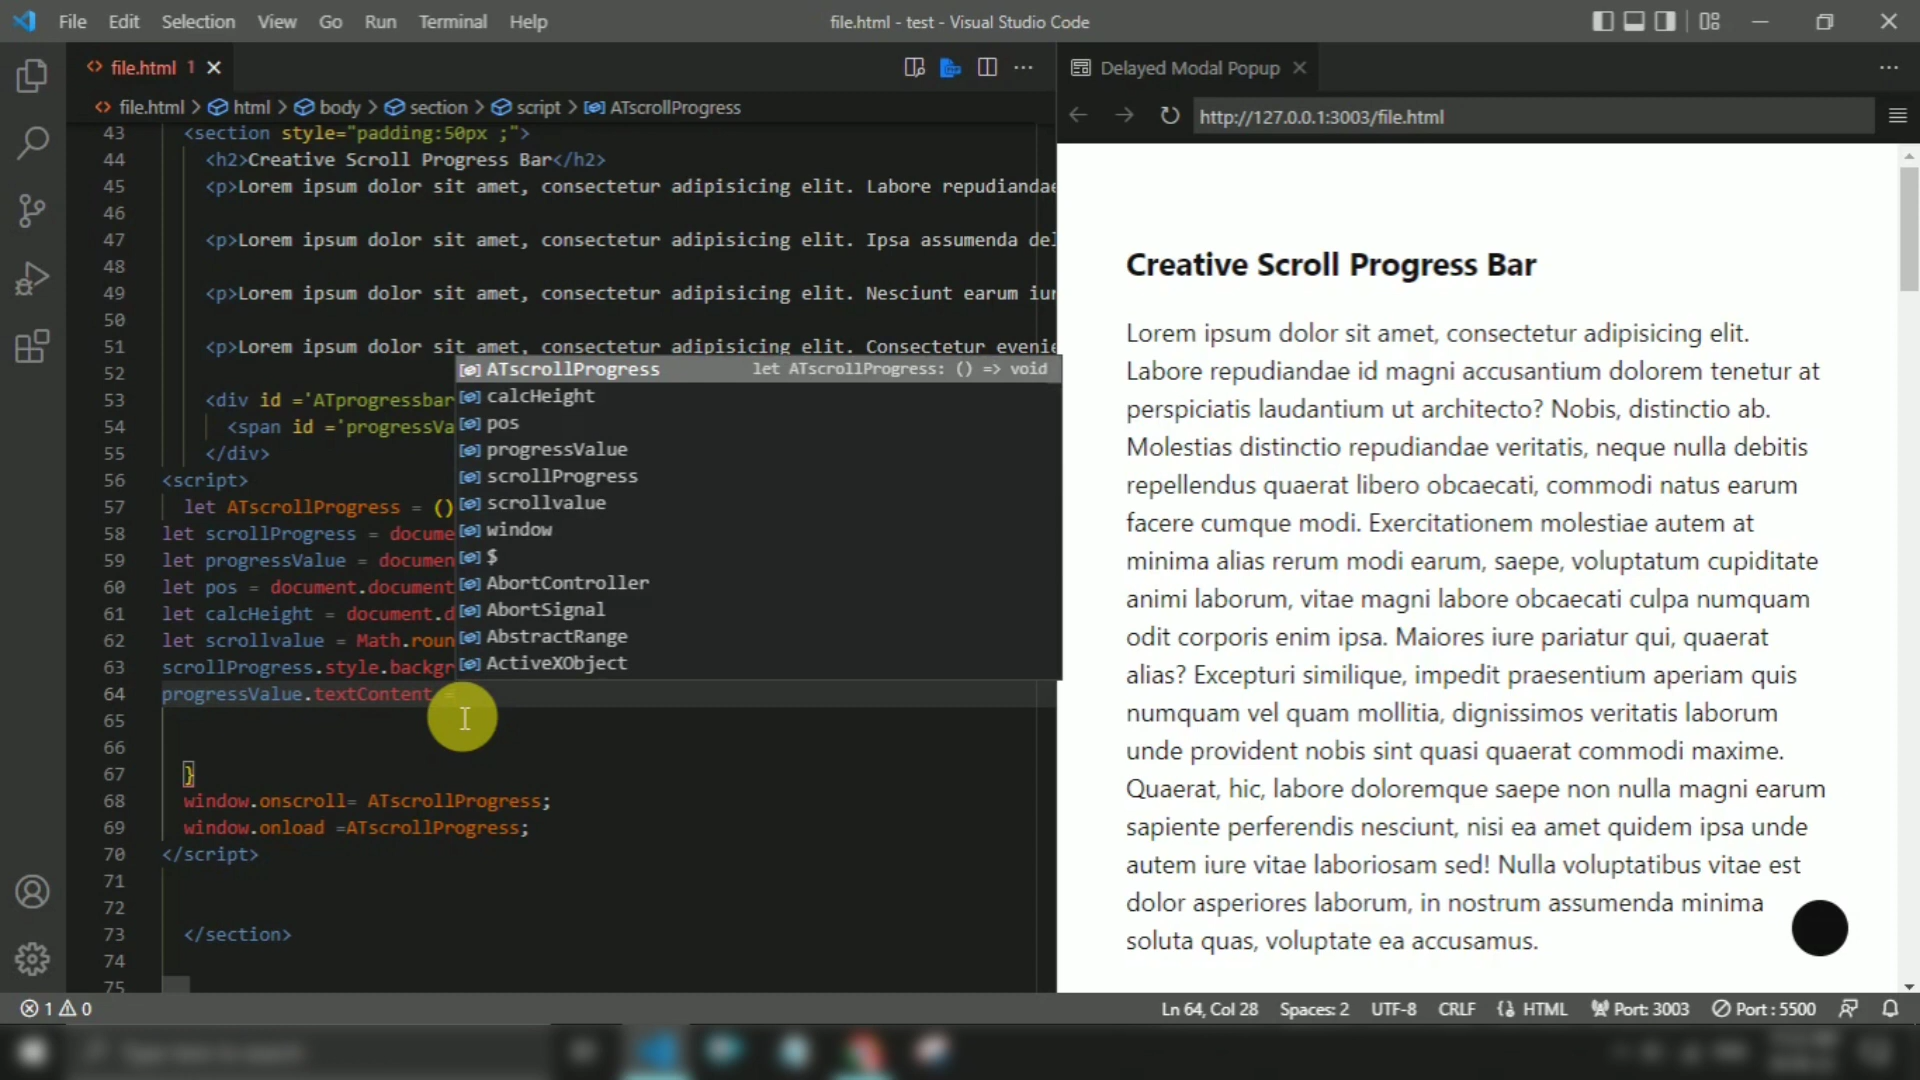 File Edit Selection View Go Run Terminal Help
file.html - test - Visual Studio Code
file.html 1
Delayed Modal Popup
file.html > html > body > section > script > ATscrollProgress
http://127.0.0.1:3003/file.html
43 <section style="padding:50px ;">
44 <h2>Creative Scroll Progress Bar</h2>
45 <p>Lorem ipsum dolor sit amet, consectetur adipisicing elit. Labore repudiandae
46
47 <p>Lorem ipsum dolor sit amet, consectetur adipisicing elit. Ipsa assumenda del
48
49 <p>Lorem ipsum dolor sit amet, consectetur adipisicing elit. Nesciunt earum iur
50
51 <p>Lorem ipsum dolor sit amet, consectetur adipisicing elit. Consectetur evenie
52
53 <div id ='ATprogressbar
54 <span id ='progressVa
55 </div>
56 <script>
57 let ATscrollProgress = ()
58 let scrollProgress = docume
59 let progressValue = documen
60 let pos = document.document
61 let calcHeight = document.d
62 let scrollvalue = Math.roun
63 scrollProgress.style.backgr
64 progressValue.textContent =
65
66
67 }
68 window.onscroll= ATscrollProgress;
69 window.onload =ATscrollProgress;
70 </script>
71
72
73 </section>
74
75
ATscrollProgress let ATscrollProgress: () => void
calcHeight
pos
progressValue
scrollProgress
scrollvalue
window
$
AbortController
AbortSignal
AbstractRange
ActiveXObject
Creative Scroll Progress Bar
Lorem ipsum dolor sit amet, consectetur adipisicing elit.
Labore repudiandae id magni accusantium dolorem tenetur at
perspiciatis laudantium ut architecto? Nobis, distinctio ab.
Molestias distinctio repudiandae veritatis, neque nulla debitis
repellendus quaerat libero obcaecati, commodi natus earum
facere cumque modi. Exercitationem molestiae autem at
minima alias rerum modi earum, saepe, voluptatum cupiditate
animi laborum, vitae magni labore obcaecati culpa numquam
odit corporis enim ipsa. Maiores iure pariatur qui, quaerat
alias? Excepturi similique, impedit praesentium aperiam quis
numquam vel quam mollitia, dignissimos veritatis laborum
unde provident nobis sint quasi quaerat commodi maxime.
Quaerat, hic, labore doloremque saepe non nulla magni earum
sapiente perferendis nesciunt, nisi ea amet quidem ipsa unde
autem iure vitae laboriosam sed! Nulla voluptatibus vitae est
dolor asperiores laborum, in nostrum assumenda minima
soluta quas, voluptate ea accusamus.
1 0
Ln 64, Col 28 Spaces: 2 UTF-8 CRLF HTML Port: 3003 Port : 5500
Type here to search